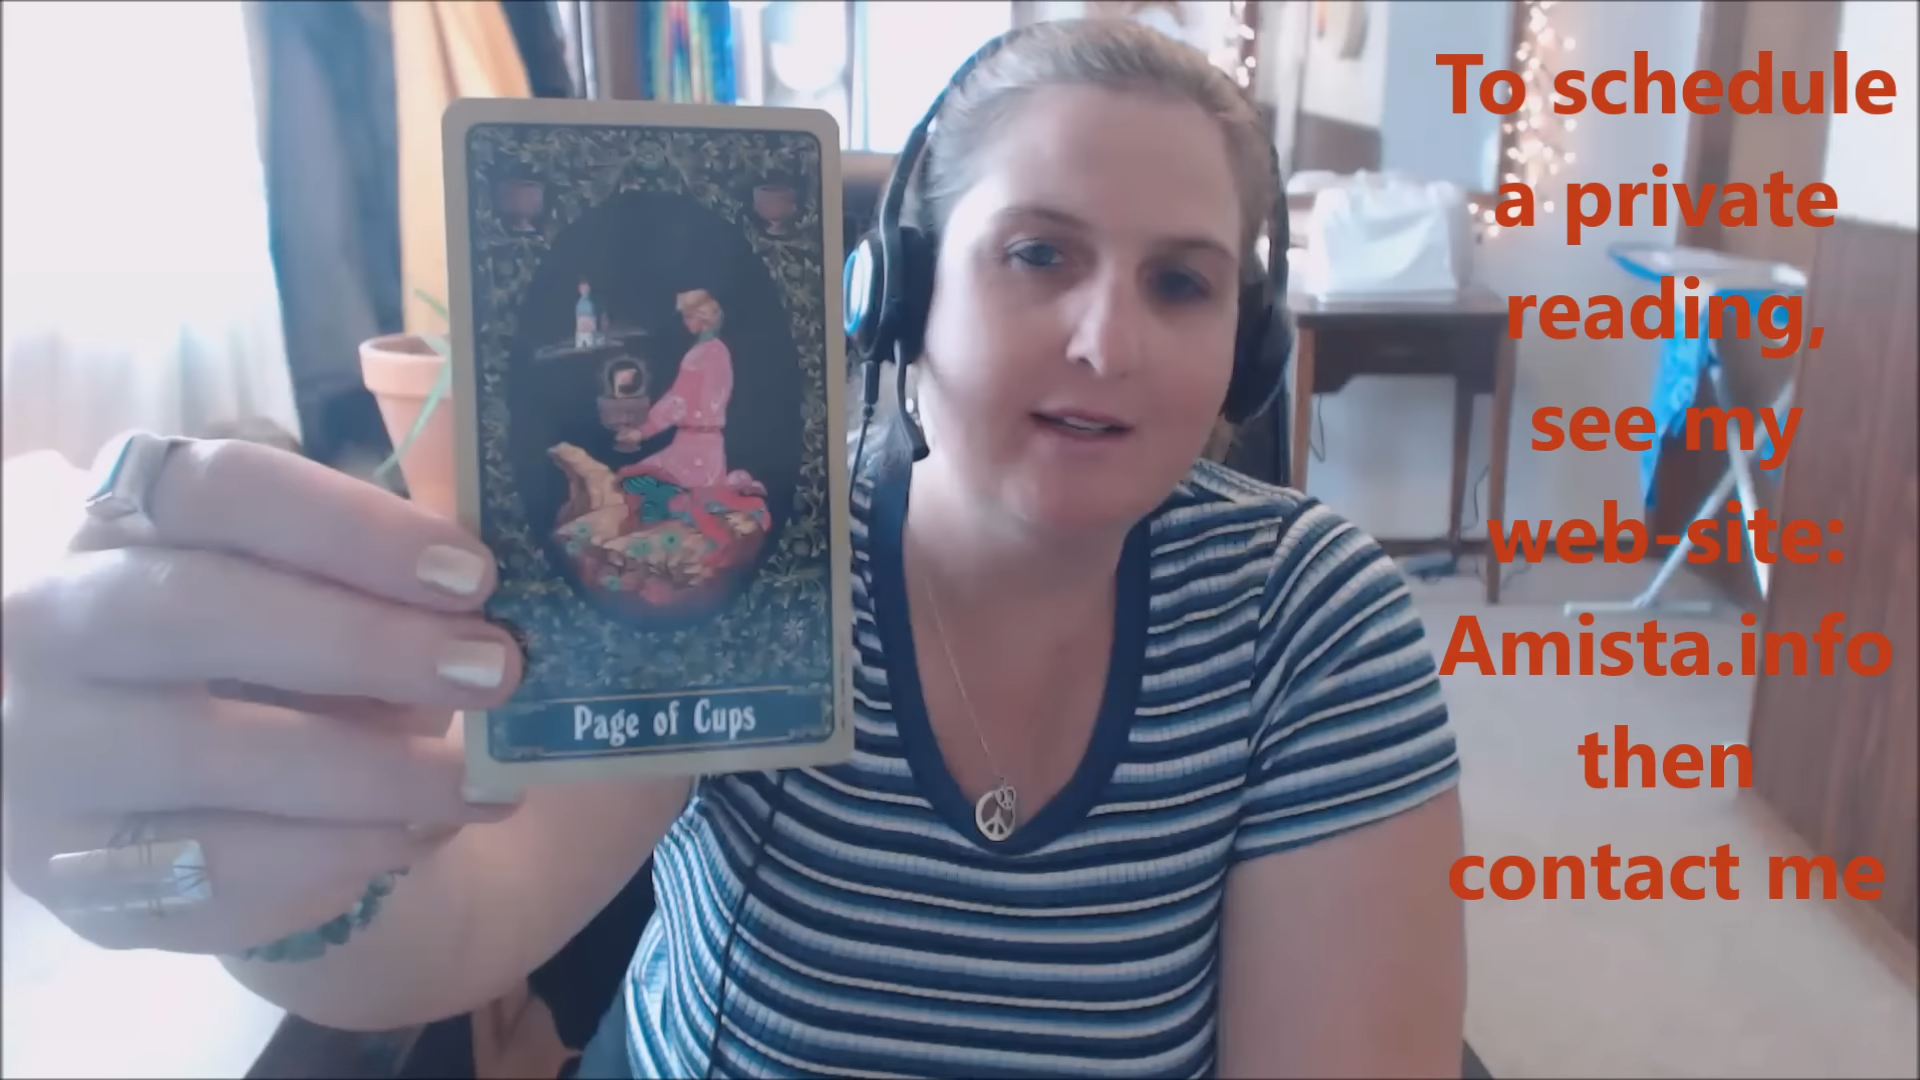 To schedule
a private
reading,
see my
web-site:
Amista.info
then
contact me
Page of Cups